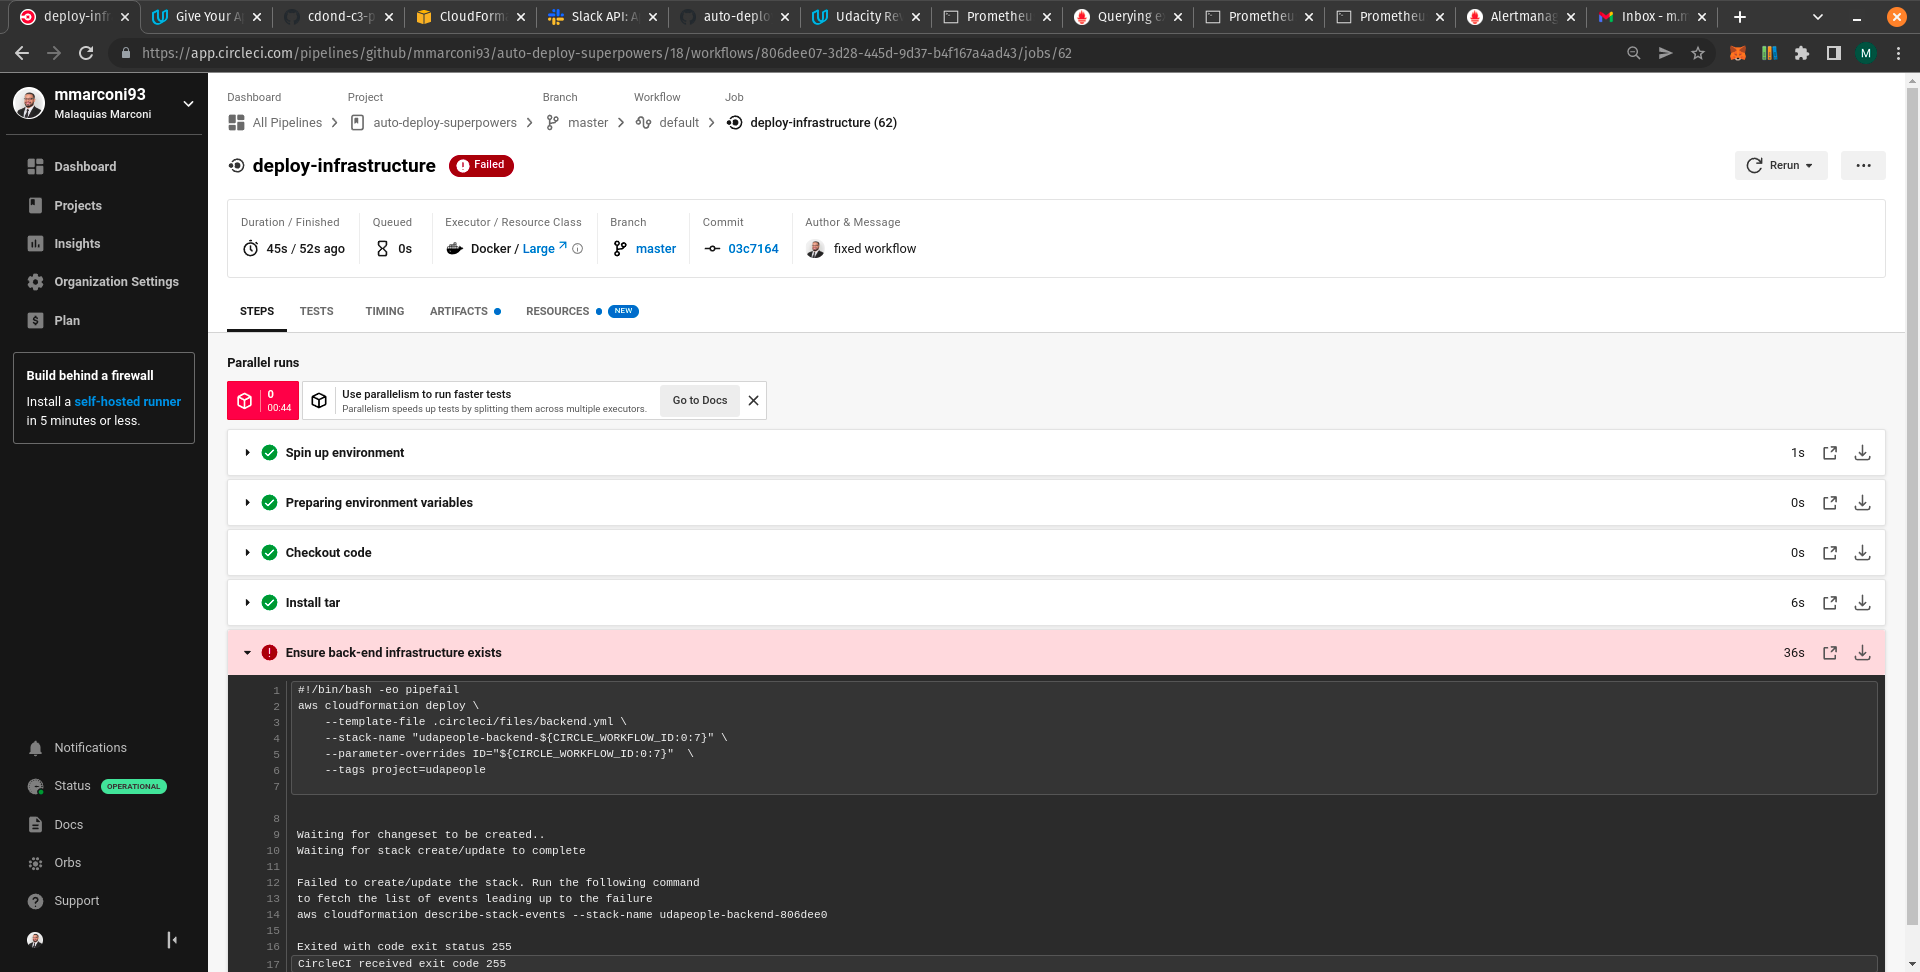 deploy-infr
Give Your A
cdond-c3-p
CloudForm
Slack API: A
auto-deplo
Udacity Re
Prometheu
Querying e
Prometheu
Prometheu
Alertmanag
Inbox - m.m
https://app.circleci.com/pipelines/github/mmarconi93/auto-deploy-superpowers/18/workflows/806dee07-3d28-445d-9d37-b4f167a4ad43/jobs/62
M
mmarconi93
Malaquias Marconi
Dashboard
Projects
Insights
Organization Settings
Plan
Build behind a firewall
Install a self-hosted runner
in 5 minutes or less.
Notifications
Status OPERATIONAL
Docs
Orbs
Support
Dashboard Project Branch Workflow Job
All Pipelines auto-deploy-superpowers master default deploy-infrastructure (62)
deploy-infrastructure Failed
Rerun
Duration / Finished Queued Executor / Resource Class Branch Commit Author & Message
45s / 52s ago 0s Docker / Large master 03c7164 fixed workflow
STEPS TESTS TIMING ARTIFACTS RESOURCES NEW
Parallel runs
0
00:44
Use parallelism to run faster tests
Parallelism speeds up tests by splitting them across multiple executors.
Go to Docs
Spin up environment 1s
Preparing environment variables 0s
Checkout code 0s
Install tar 6s
Ensure back-end infrastructure exists 36s
1 #!/bin/bash -eo pipefail
2 aws cloudformation deploy \
3 --template-file .circleci/files/backend.yml \
4 --stack-name "udapeople-backend-${CIRCLE_WORKFLOW_ID:0:7}" \
5 --parameter-overrides ID="${CIRCLE_WORKFLOW_ID:0:7}" \
6 --tags project=udapeople
7
8
9 Waiting for changeset to be created..
10 Waiting for stack create/update to complete
11
12 Failed to create/update the stack. Run the following command
13 to fetch the list of events leading up to the failure
14 aws cloudformation describe-stack-events --stack-name udapeople-backend-806dee0
15
16 Exited with code exit status 255
17 CircleCI received exit code 255